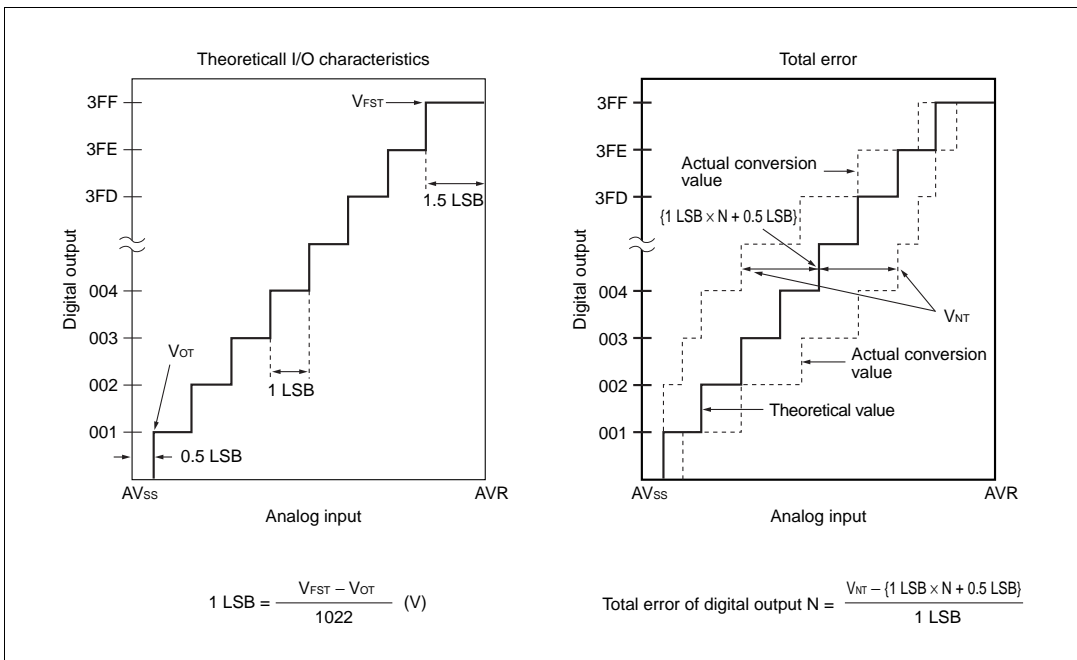 Theoreticall I/O characteristics
3FF
3FE
3FD
004
003
002
001
Digital output
VFST
1.5 LSB
VOT
1 LSB
0.5 LSB
AVSS
AVR
Analog input
1 LSB = VFST – VOT / 1022 (V)
Total error
3FF
3FE
3FD
004
003
002
001
Digital output
Actual conversion
value
{1 LSB × N + 0.5 LSB}
VNT
Actual conversion
value
Theoretical value
AVSS
AVR
Analog input
Total error of digital output N = VNT – {1 LSB × N + 0.5 LSB} / 1 LSB